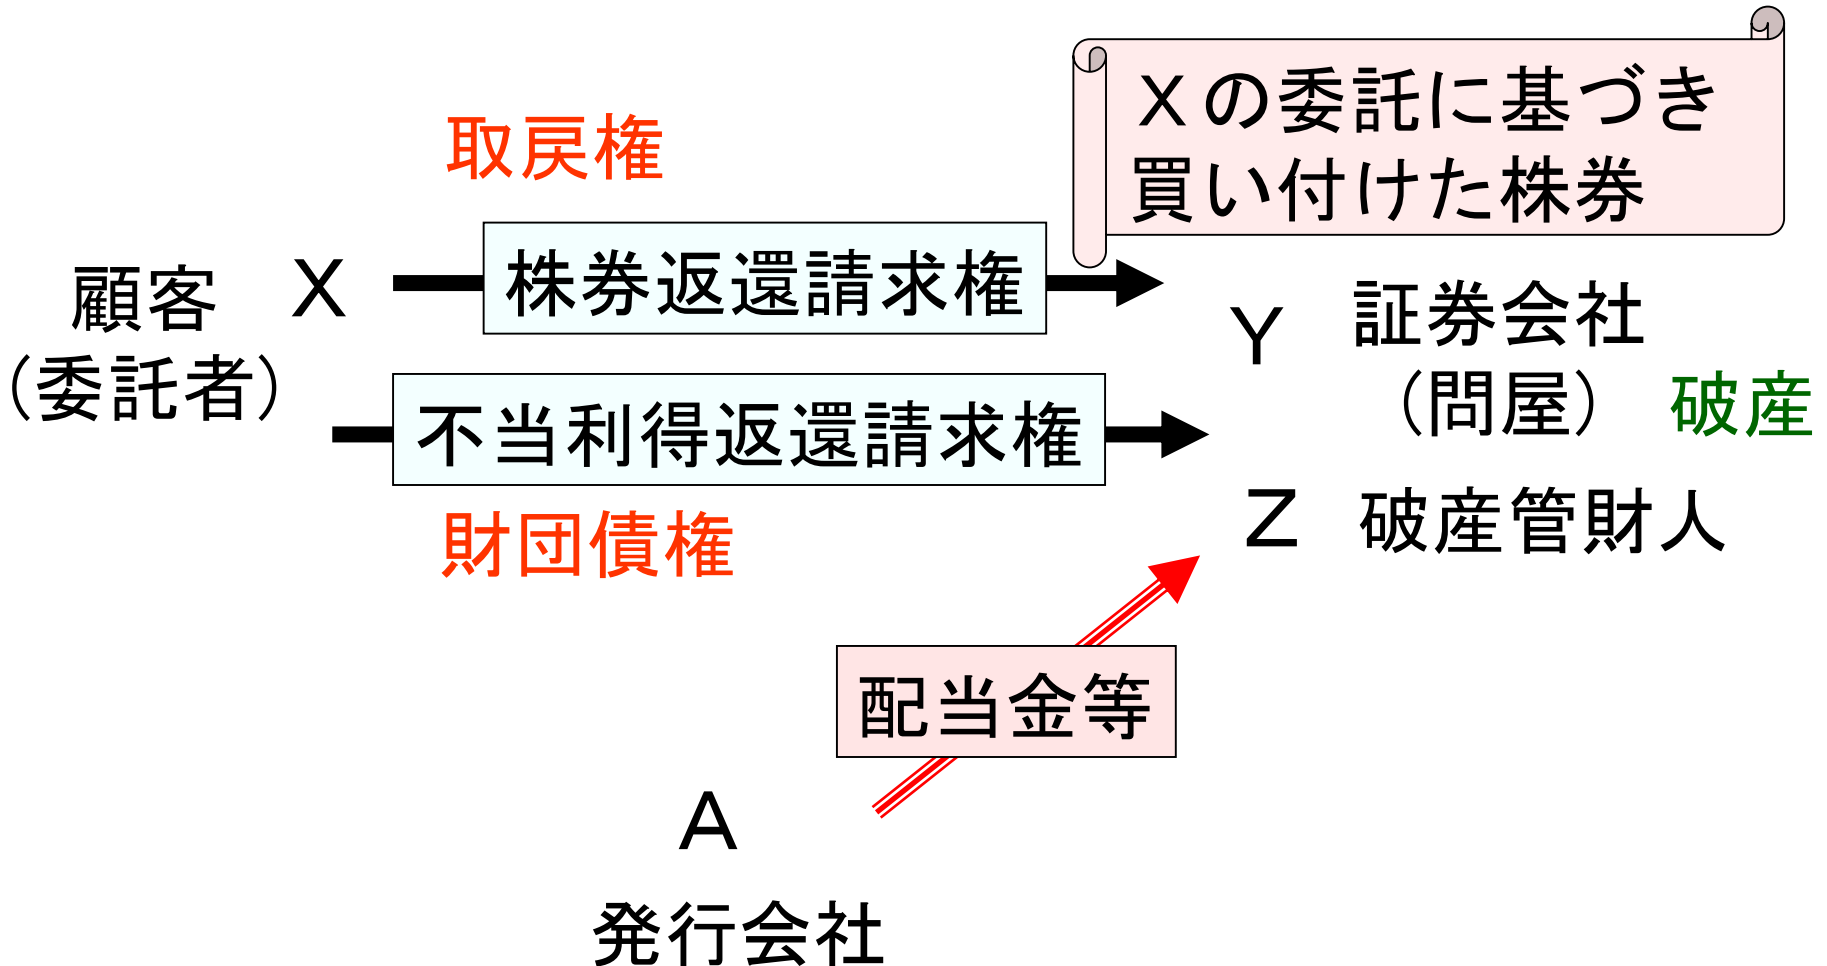 Xの委託に基づき
買い付けた株券
取戻権
顧客 X
(委託者)
株券返還請求権
Y 証券会社
(問屋) 破産
不当利得返還請求権
財団債権
Z 破産管財人
配当金等
A
発行会社